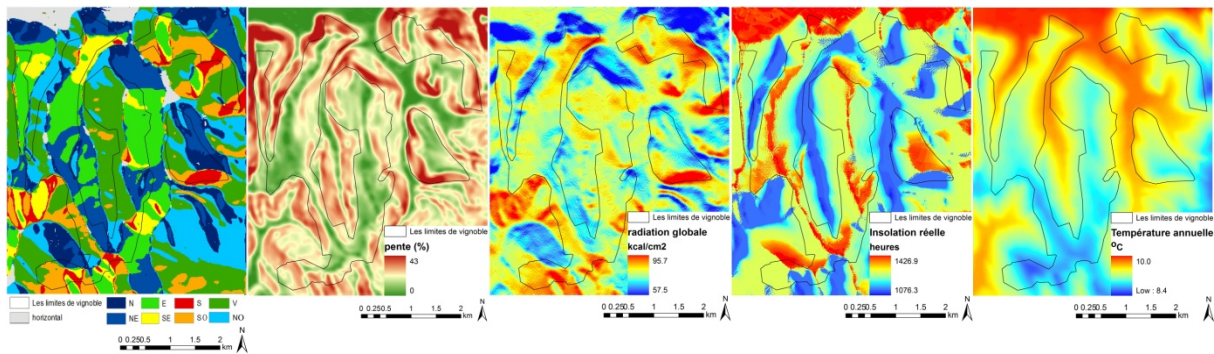 Les limites de vignoble
horizontal
N
NE
E
SE
S
SO
V
NO
0 0.25 0.5 1 1.5 2
km
N
Les limites de vignoble
pente (%)
43
0
0 0.25 0.5 1 1.5 2
km
N
Les limites de vignoble
radiation globale
kcal/cm2
95.7
57.5
0 0.25 0.5 1 1.5 2
km
N
Les limites de vignoble
Insolation réelle
heures
1426.9
1076.3
0 0.25 0.5 1 1.5 2
km
N
Les limites de vignoble
Température annuelle
ºC
10.0
Low : 8.4
0 0.25 0.5 1 1.5 2
km
N